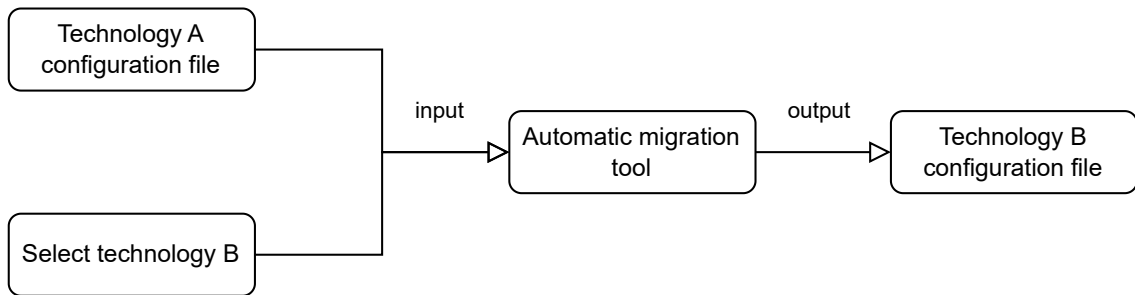 Technology A
configuration file
input
Automatic migration
tool
output
Technology B
configuration file
Select technology B